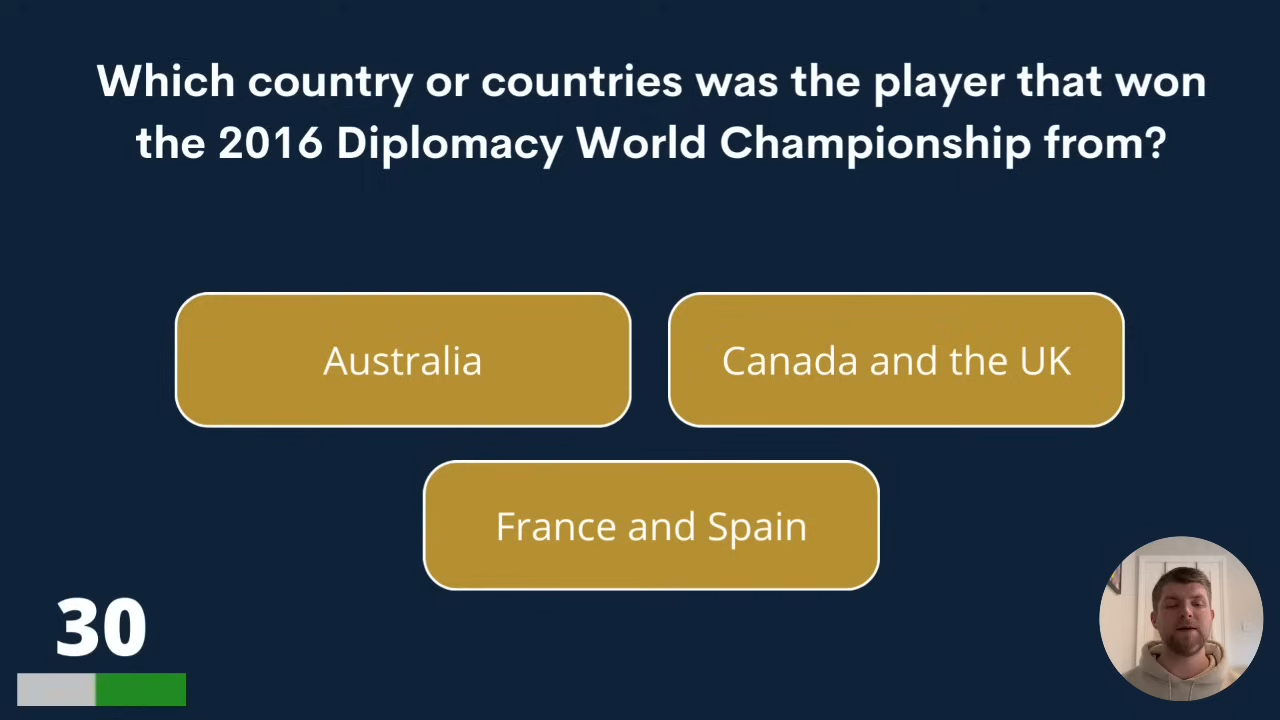 Which country or countries was the player that won
the 2016 Diplomacy World Championship from?
Australia
Canada and the UK
France and Spain
30